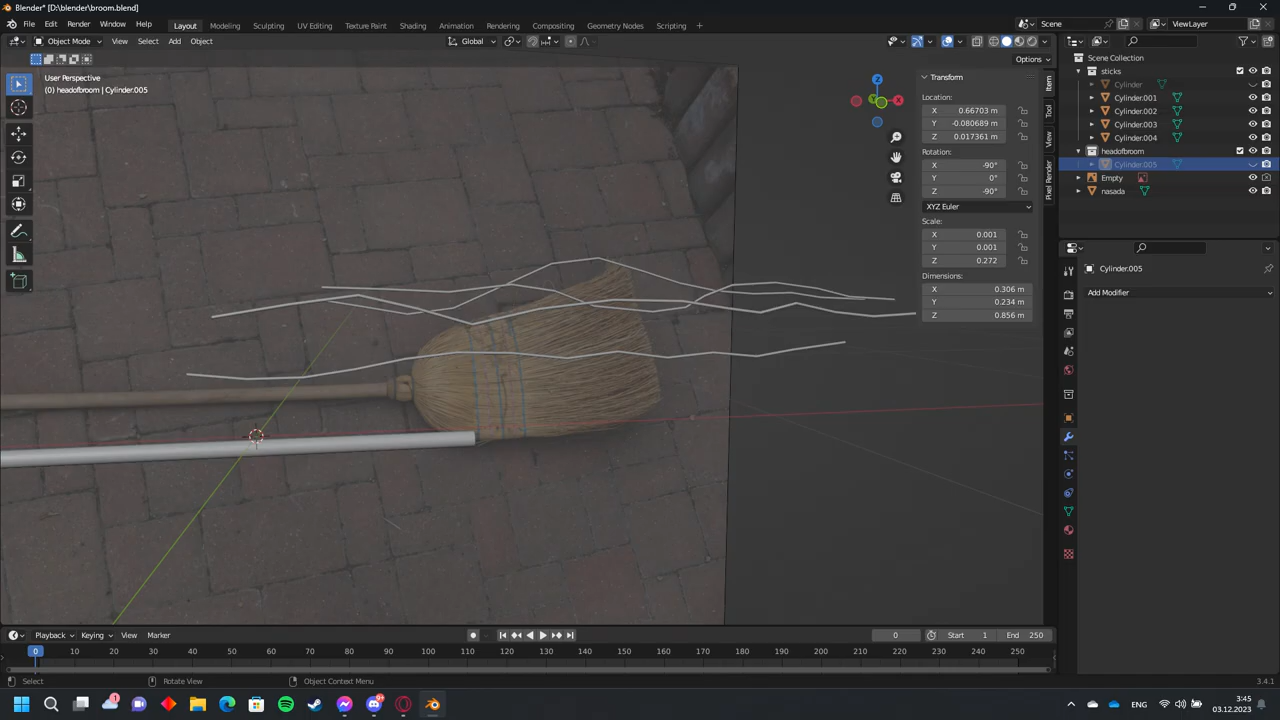 Blender* [D:\blender\broom.blend]
File Edit Render Window Help Layout Modeling Sculpting UV Editing Texture Paint Shading Animation Rendering Compositing Geometry Nodes Scripting + Scene ViewLayer
Object Mode View Select Add Object Global
Options
User Perspective
(0) headofbroom | Cylinder.005
Z
X
Transform
Location:
X 0.66703 m
Y -0.080689 m
Z 0.017361 m
Rotation:
X -90°
Y 0°
Z -90°
XYZ Euler
Scale:
X 0.001
Y 0.001
Z 0.272
Dimensions:
X 0.306 m
Y 0.234 m
Z 0.856 m
Item
Tool
View
Pixel Render
Scene Collection
sticks
Cylinder
Cylinder.001
Cylinder.002
Cylinder.003
Cylinder.004
headofbroom
Cylinder.005
Empty
nasada
Cylinder.005
Add Modifier
Playback Keying View Marker 0 Start 1 End 250
0 10 20 30 40 50 60 70 80 90 100 110 120 130 140 150 160 170 180 190 200 210 220 230 240 250
Select Rotate View Object Context Menu 3.4.1
1 9+ ENG 3:45
03.12.2023